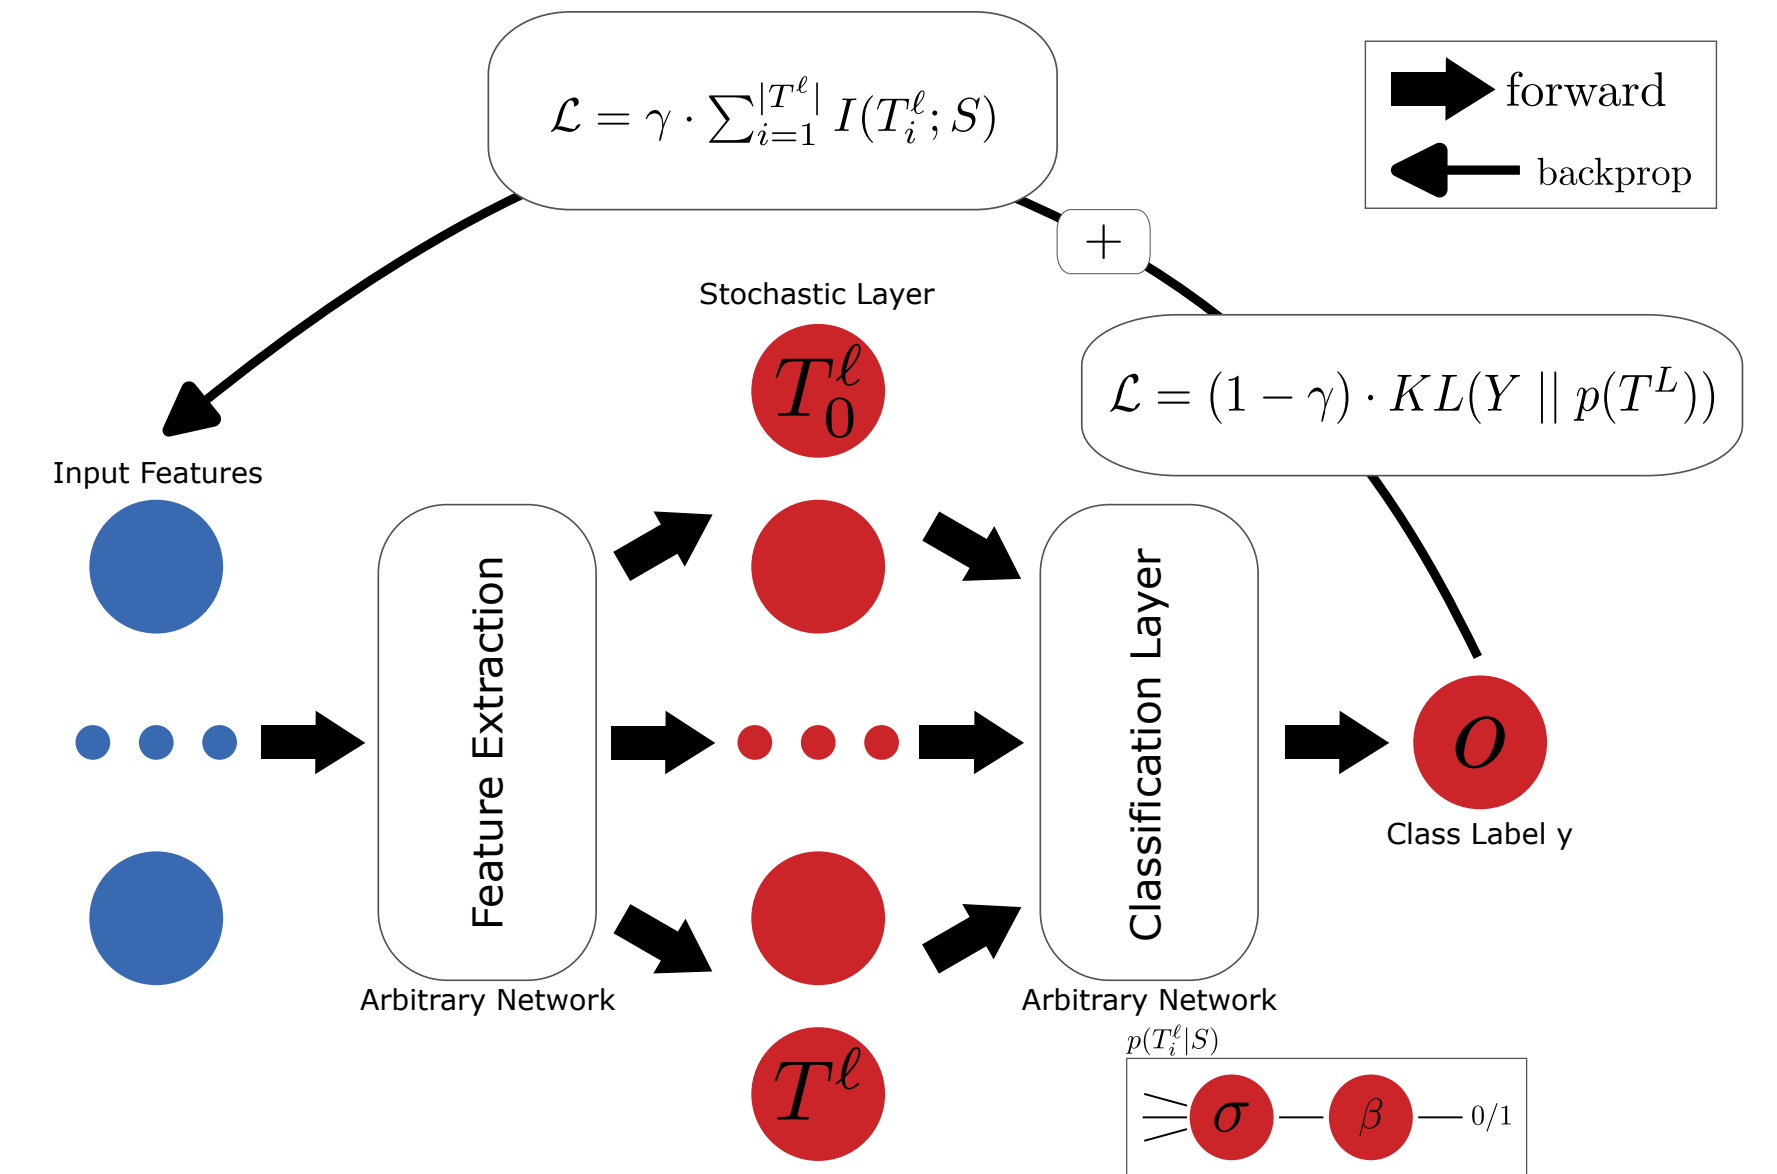 ℒ = γ · ∑_{i=1}^{|T^ℓ|} I(T_i^ℓ; S)
forward
backprop
+
Stochastic Layer
T_0^ℓ
ℒ = (1 − γ) · KL(Y || p(T^L))
Input Features
Feature Extraction
Classification Layer
O
Class Label y
Arbitrary Network
Arbitrary Network
T^ℓ
p(T_i^ℓ|S)
σ
β
0/1